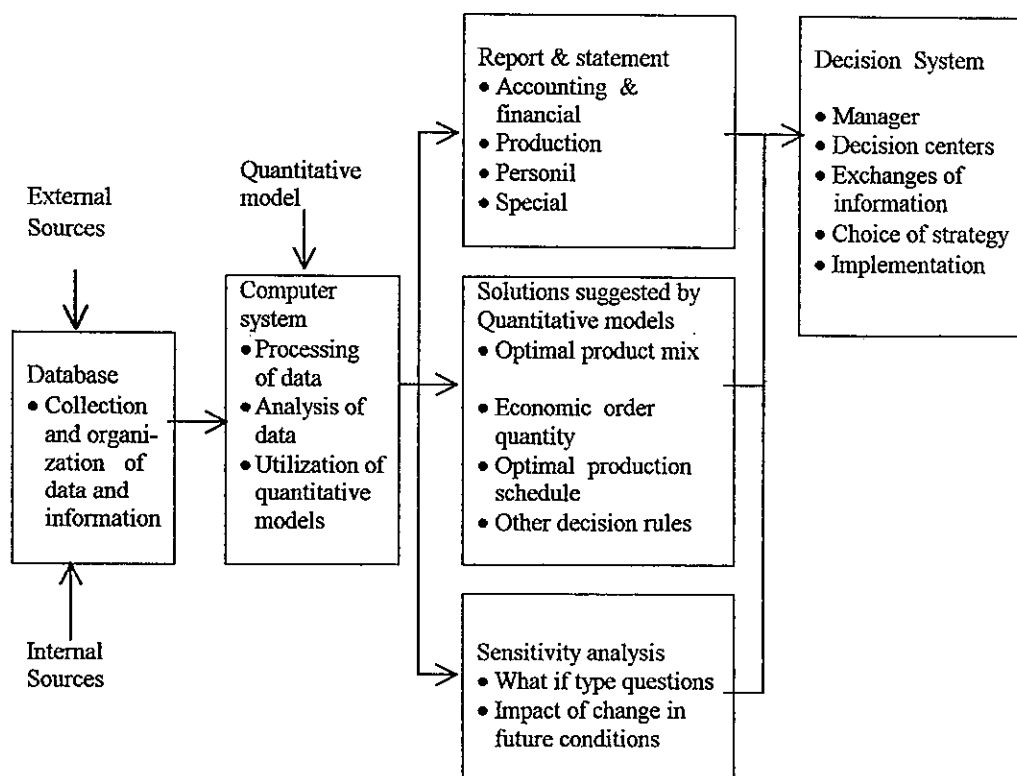 External
Sources
Database
• Collection
and organi-
zation of
data and
information
Internal
Sources
Quantitative
model
Computer
system
• Processing
of data
• Analysis of
data
• Utilization of
quantitative
models
Report & statement
• Accounting &
financial
• Production
• Personil
• Special
Solutions suggested by
Quantitative models
• Optimal product mix
• Economic order
quantity
• Optimal production
schedule
• Other decision rules
Sensitivity analysis
• What if type questions
• Impact of change in
future conditions
Decision System
• Manager
• Decision centers
• Exchanges of
information
• Choice of strategy
• Implementation